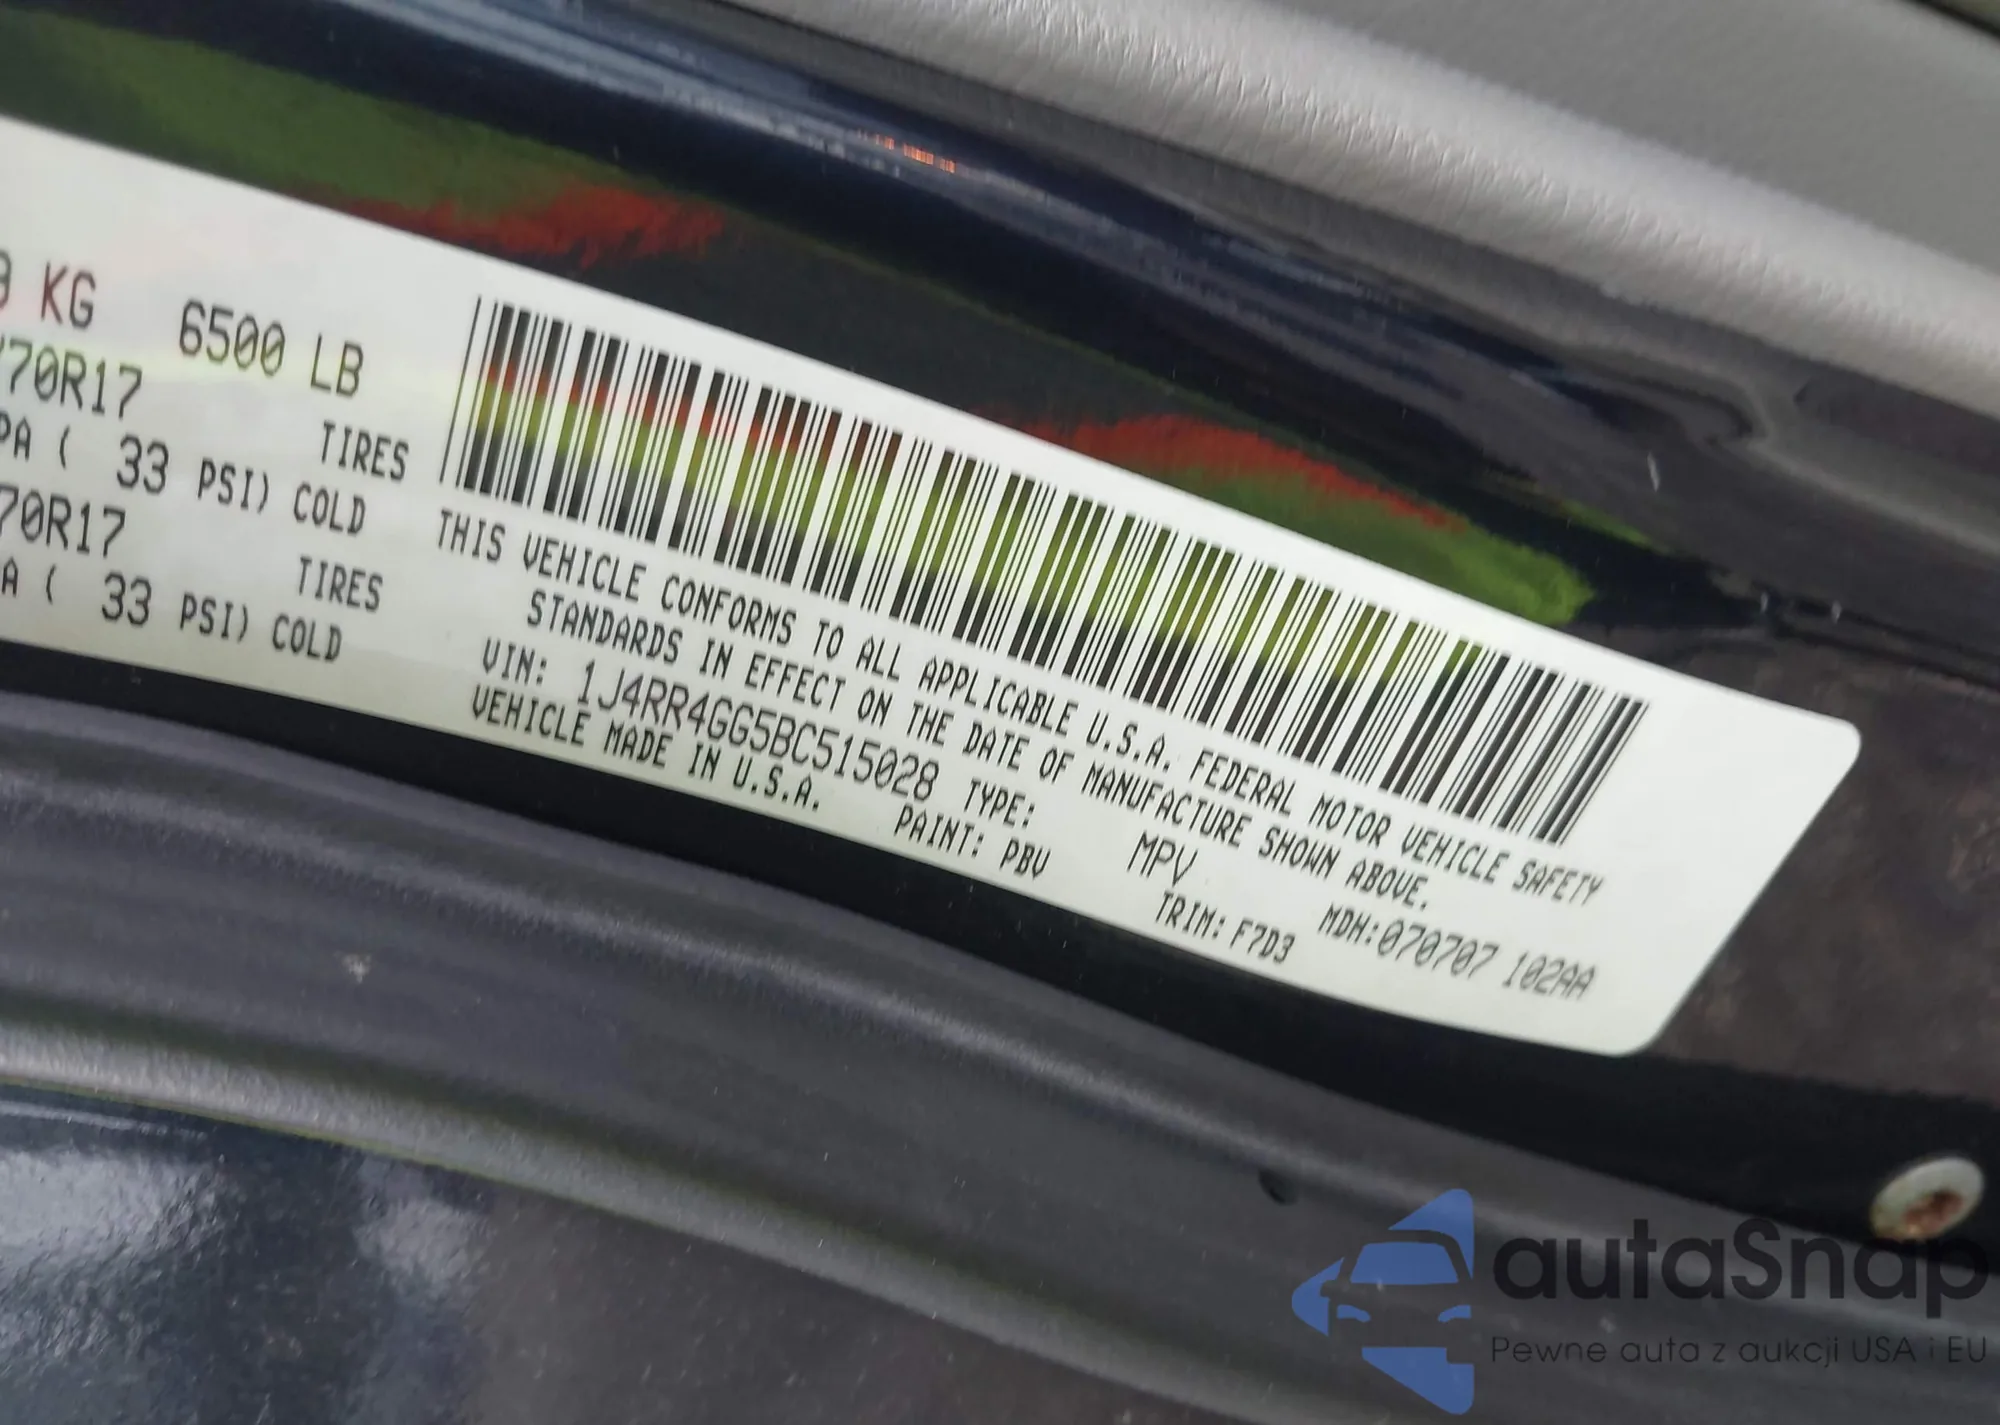 KG 6500 LB
70R17 TIRES
PA ( 33 PSI) COLD
70R17 TIRES
A ( 33 PSI) COLD
THIS VEHICLE CONFORMS TO ALL APPLICABLE U.S.A. FEDERAL MOTOR VEHICLE SAFETY
STANDARDS IN EFFECT ON THE DATE OF MANUFACTURE SHOWN ABOVE.
VIN: 1J4RR4GG5BC515028 TYPE: MPV MDH:070707 102AA
VEHICLE MADE IN U.S.A. PAINT: PBV TRIM: F7D3
autaSnap
Pewne auta z aukcji USA i EU